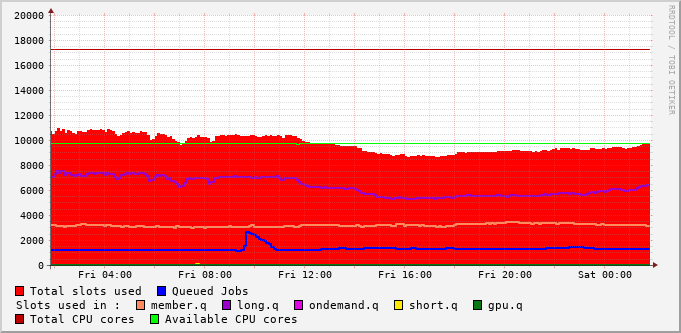 20000
18000
16000
14000
12000
10000
8000
6000
4000
2000
0
Fri 04:00 Fri 08:00 Fri 12:00 Fri 16:00 Fri 20:00 Sat 00:00
RRDTOOL / TOBI OETIKER
Total slots used Queued Jobs
Slots used in : member.q long.q ondemand.q short.q gpu.q
Total CPU cores Available CPU cores